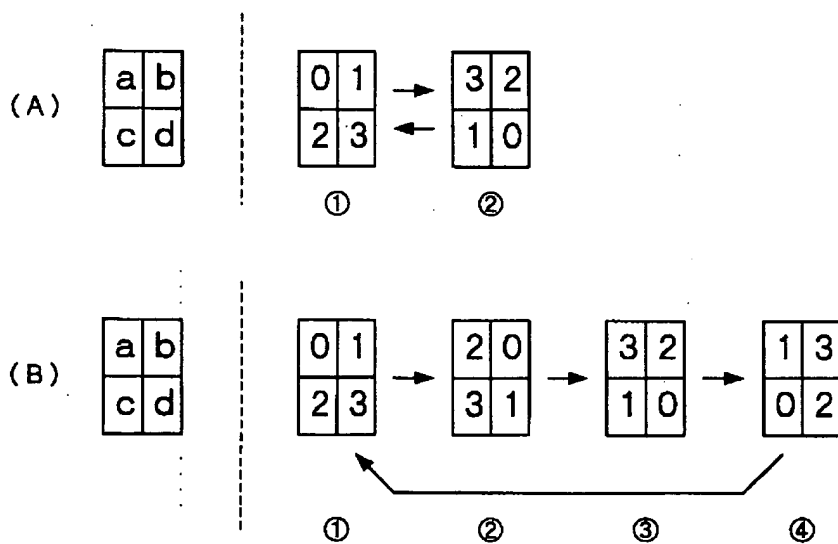 a b 0 1 3 2
(A)
c d 2 3 1 0
① ②
a b 0 1 2 0 3 2 1 3
(B)
c d 2 3 3 1 1 0 0 2
① ② ③ ④